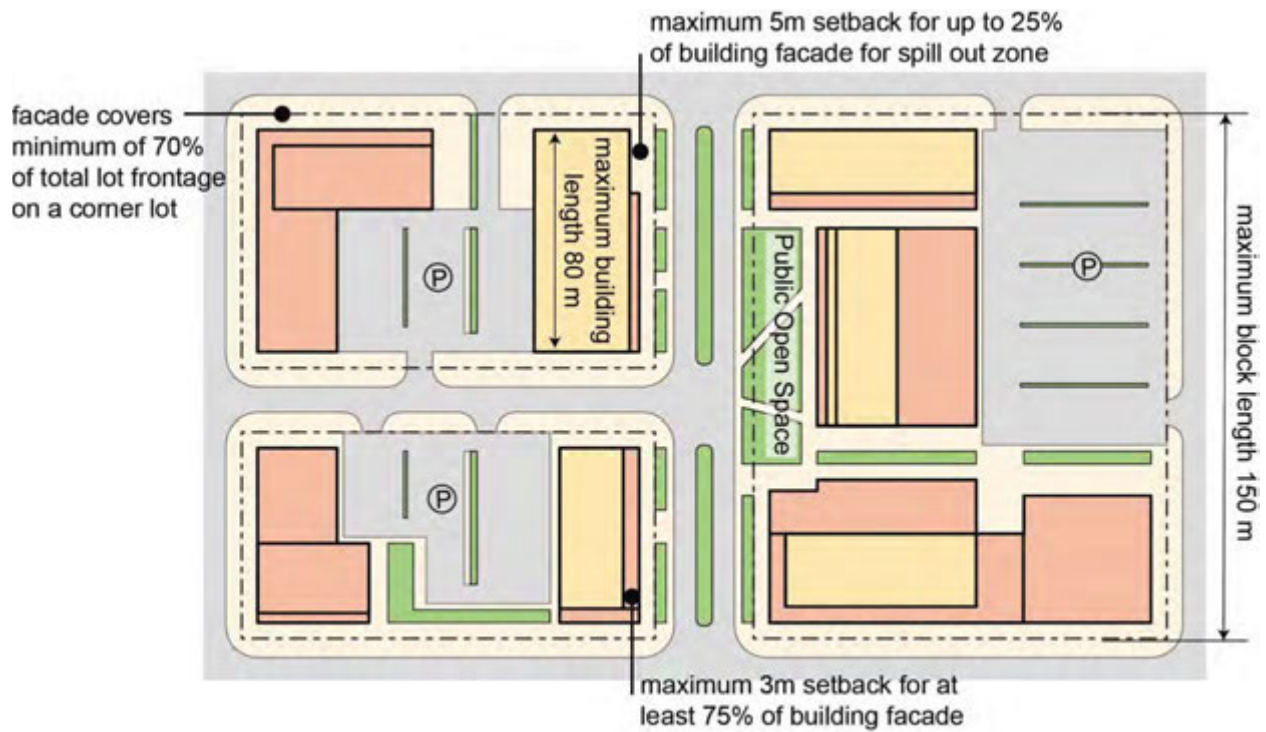 maximum 5m setback for up to 25%
of building facade for spill out zone
facade covers
minimum of 70%
of total lot frontage
on a corner lot
maximum building
length 80 m
P
Public Open Space
P
maximum block length 150 m
P
maximum 3m setback for at
least 75% of building facade